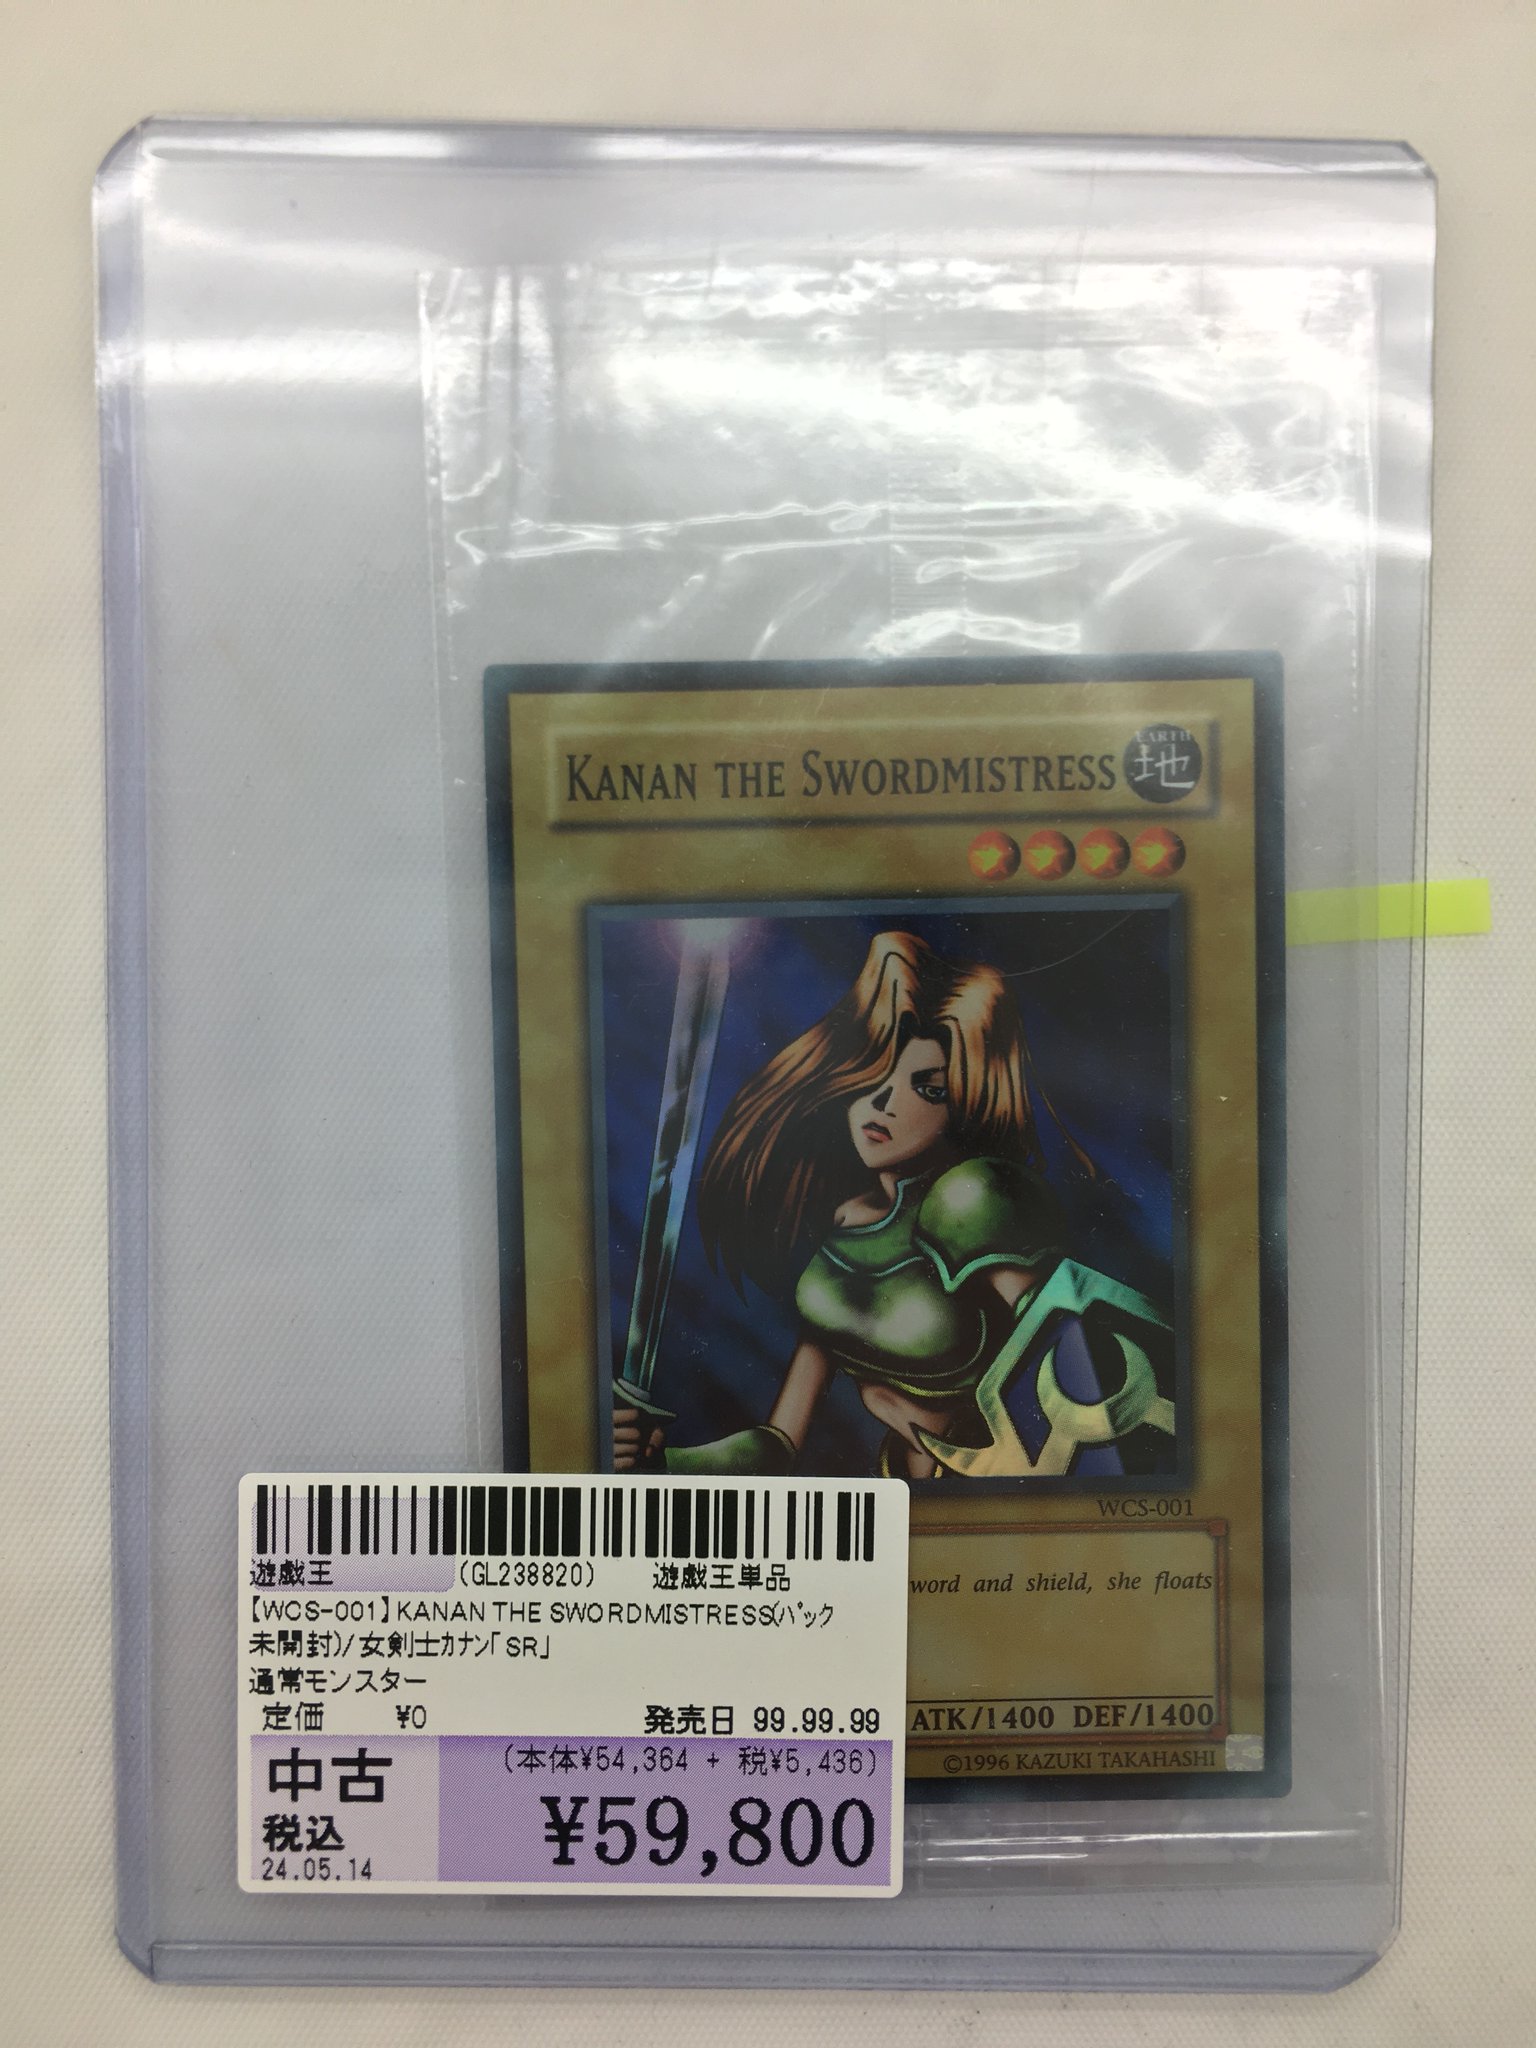 KANAN THE SWORDMISTRESS
EARTH
地
WCS-001
word and shield, she floats
ATK/1400 DEF/1400
©1996 KAZUKI TAKAHASHI
遊戯王 (GL238820) 遊戯王単品
【WCS-001】KANAN THE SWORDMISTRESS(パック
未開封)/女剣士カナン「SR」
通常モンスター
定価 ¥0 発売日 99.99.99
中古 (本体¥54,364 + 税¥5,436)
税込 ¥59,800
24.05.14